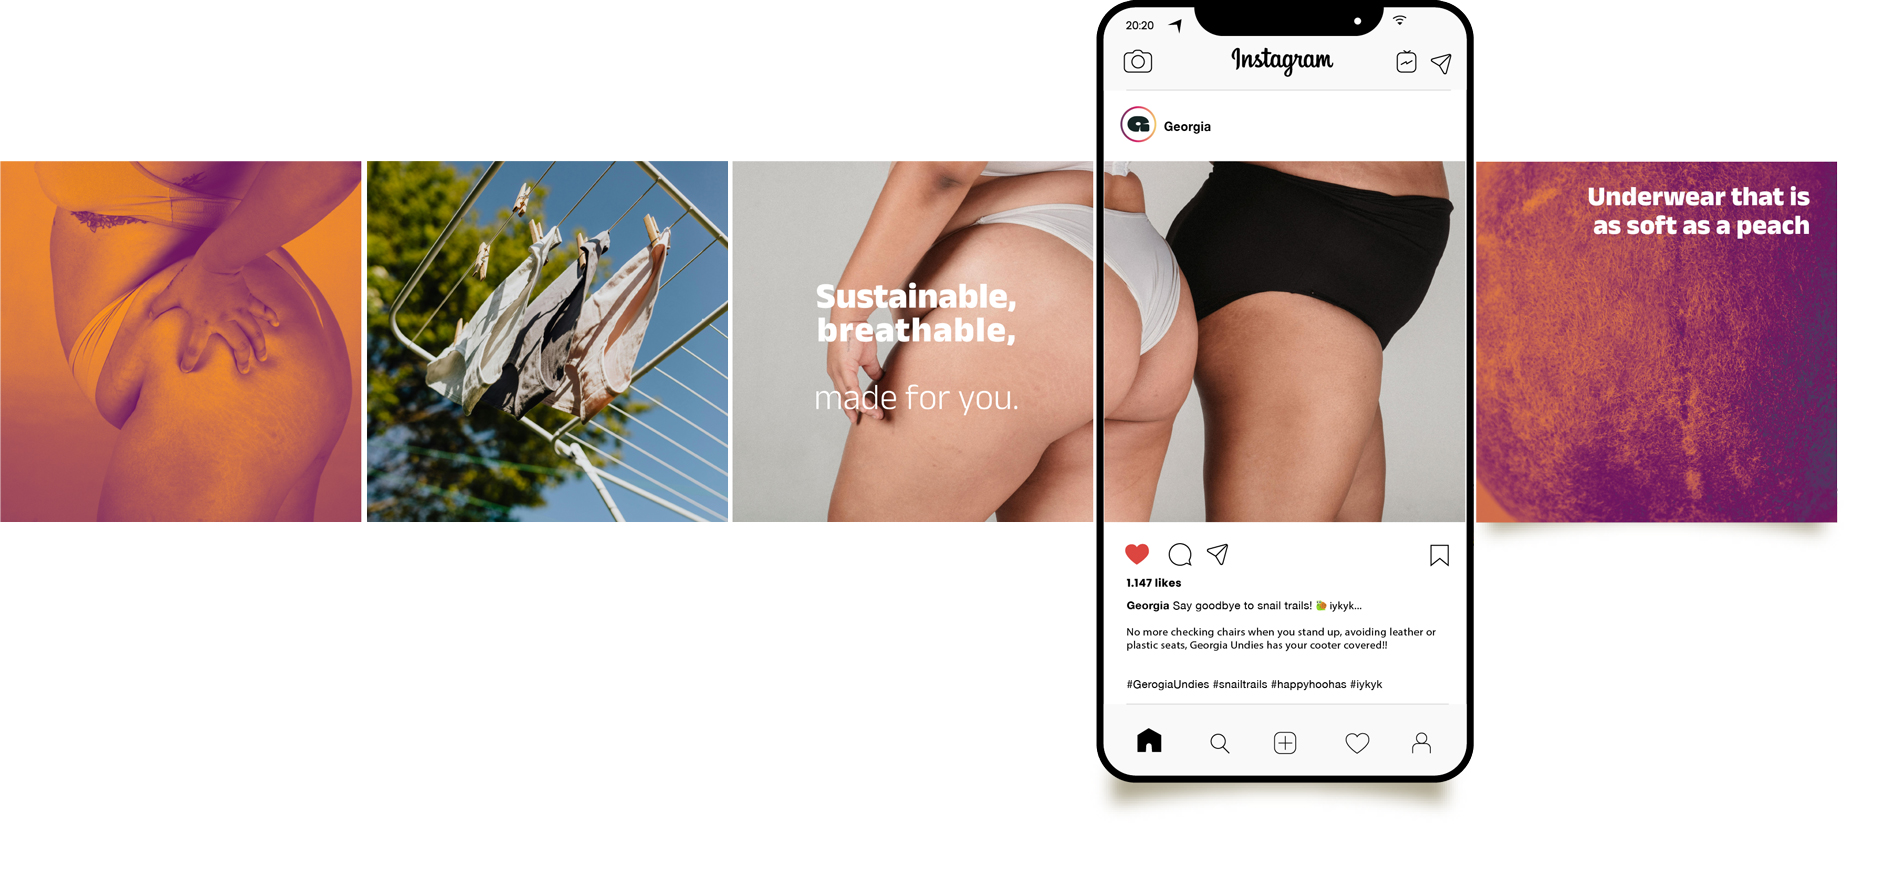 20:20
Instagram
G
Georgia
Sustainable,
breathable,
made for you.
Underwear that is
as soft as a peach
1.147 likes
Georgia Say goodbye to snail trails! 🐌 iykyk...
No more checking chairs when you stand up, avoiding leather or
plastic seats, Georgia Undies has your cooter covered!!
#GerogiaUndies #snailtrails #happyhoohas #iykyk